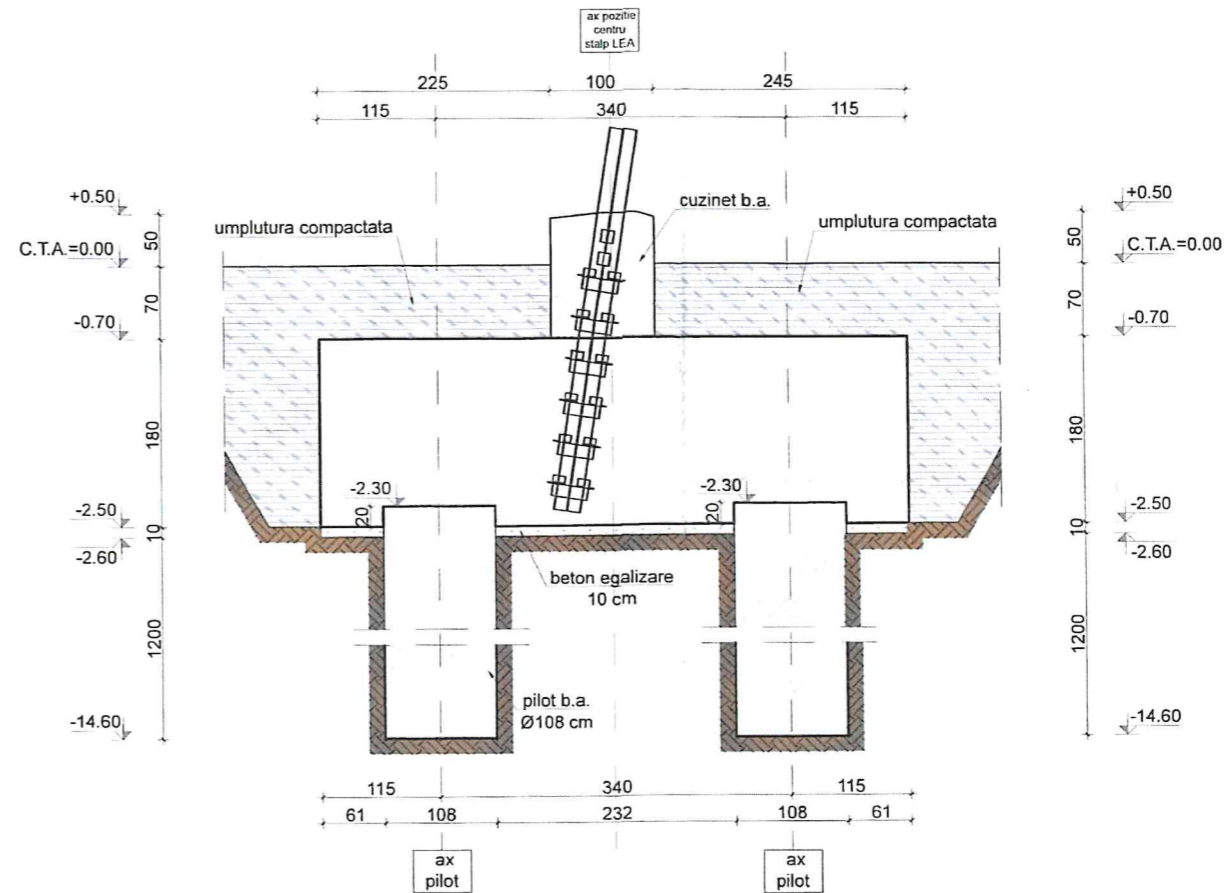 ax pozitie
centru
stalp LEA
225 100 245
115 340 115
+0.50
+0.50
cuzinet b.a.
umplutura compactata
umplutura compactata
50
50
C.T.A.=0.00
C.T.A.=0.00
70
70
-0.70
-0.70
180
180
-2.30
-2.30
20
20
-2.50
-2.50
10
10
-2.60
-2.60
beton egalizare
10 cm
1200
1200
pilot b.a.
Ø108 cm
-14.60
-14.60
115 340 115
61 108 232 108 61
ax
pilot
ax
pilot